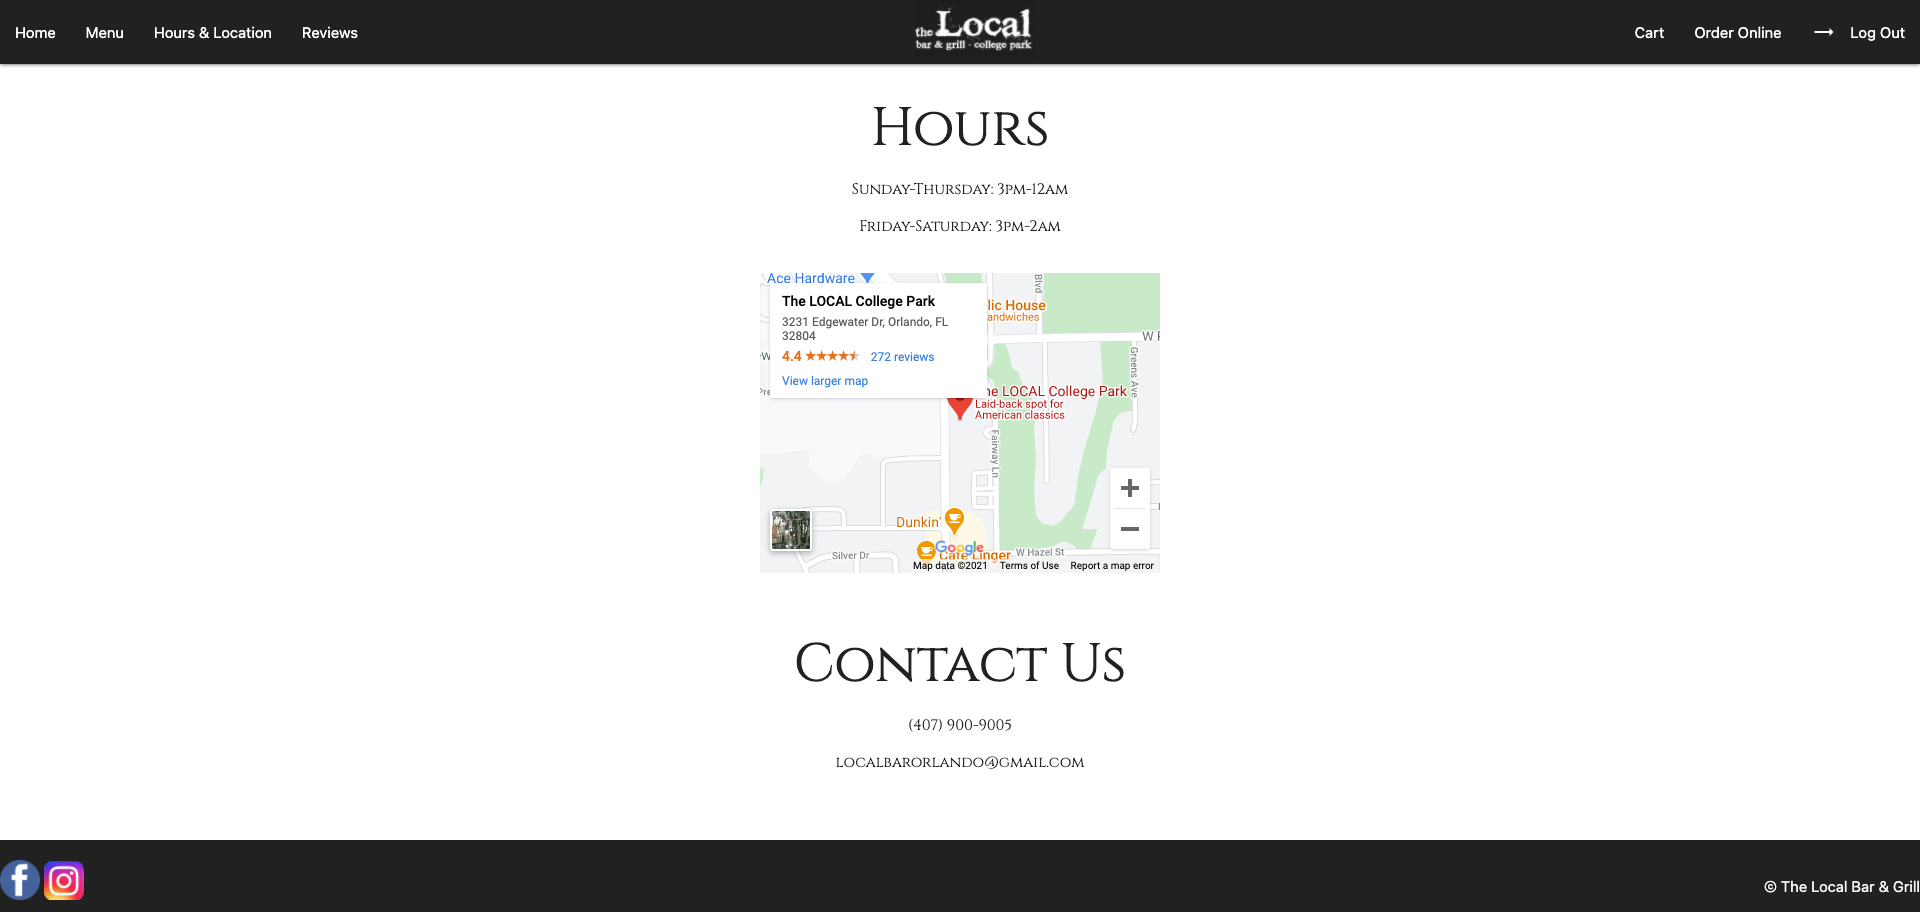 Home
Menu
Hours & Location
Reviews
the Local
bar & grill - college park
Cart
Order Online
Log Out
Hours
Sunday-Thursday: 3pm-12am
Friday-Saturday: 3pm-2am
Ace Hardware
The LOCAL College Park
3231 Edgewater Dr, Orlando, FL
32804
4.4
272 reviews
View larger map
Blvd
lic House
andwiches
Greens Ave
The LOCAL College Park
Laid-back spot for
American classics
Fairway Ln
Dunkin'
Google
Cafe Linger
Silver Dr
W Hazel St
Map data ©2021
Terms of Use
Report a map error
Contact Us
(407) 900-9005
localbarorlando@gmail.com
© The Local Bar & Grill